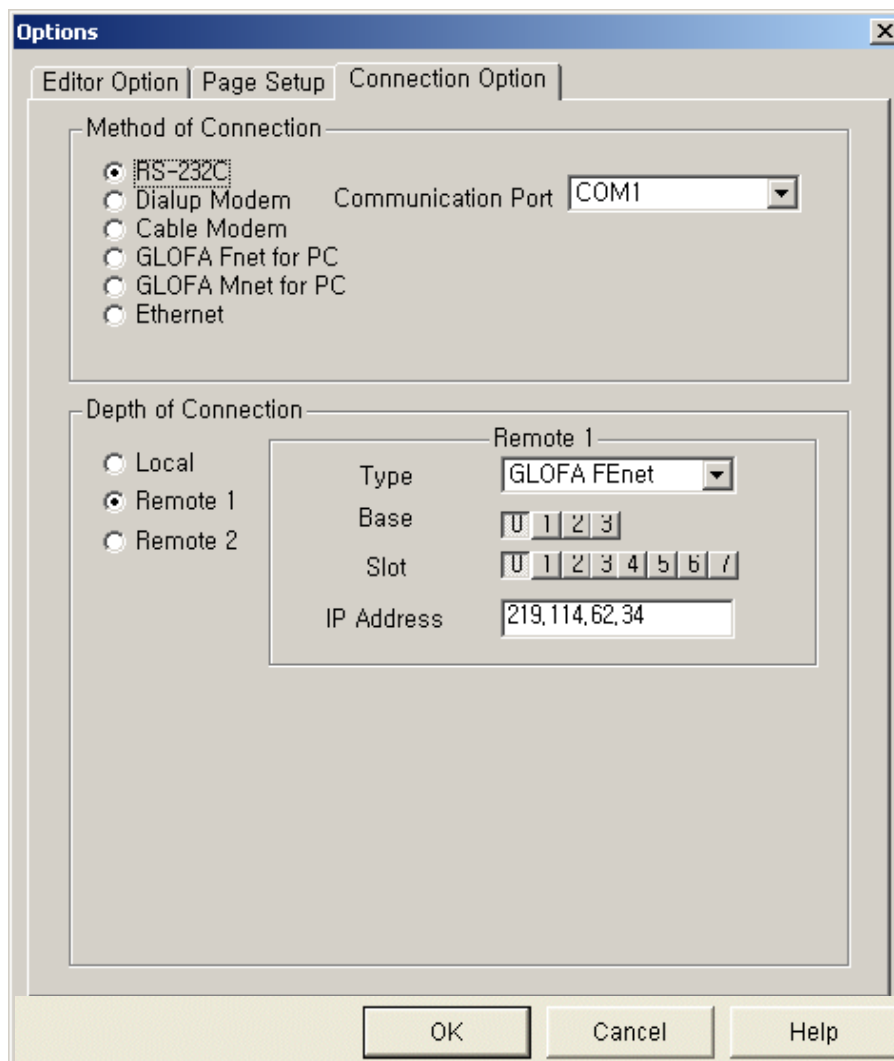 Options
Editor Option Page Setup Connection Option
Method of Connection
RS-232C
Dialup Modem Communication Port COM1
Cable Modem
GLOFA Fnet for PC
GLOFA Mnet for PC
Ethernet
Depth of Connection
Remote 1
Local
Type GLOFA FEnet
Remote 1
Base 0 1 2 3
Remote 2
Slot 0 1 2 3 4 5 6 7
IP Address 219,114,62,34
OK Cancel Help